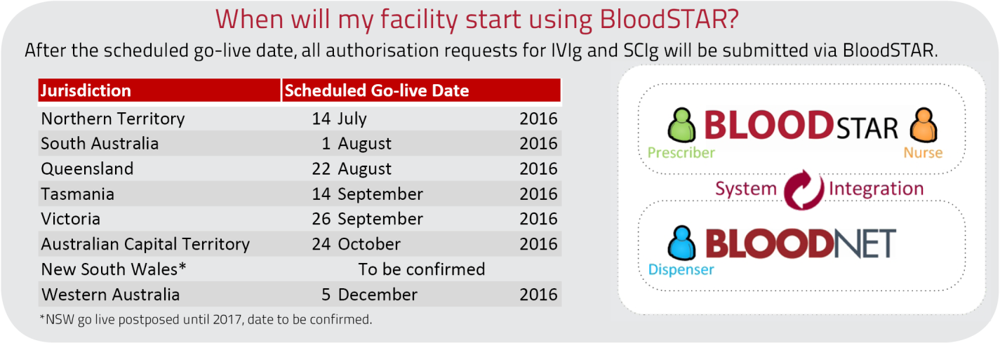 When will my facility start using BloodSTAR?
After the scheduled go-live date, all authorisation requests for IVIg and SCIg will be submitted via BloodSTAR.
Jurisdiction Scheduled Go-live Date
Northern Territory 14 July 2016
South Australia 1 August 2016
Queensland 22 August 2016
Tasmania 14 September 2016
Victoria 26 September 2016
Australian Capital Territory 24 October 2016
New South Wales* To be confirmed
Western Australia 5 December 2016
*NSW go live postposed until 2017, date to be confirmed.
BLOODSTAR
Prescriber Nurse
System Integration
BLOODNET
Dispenser